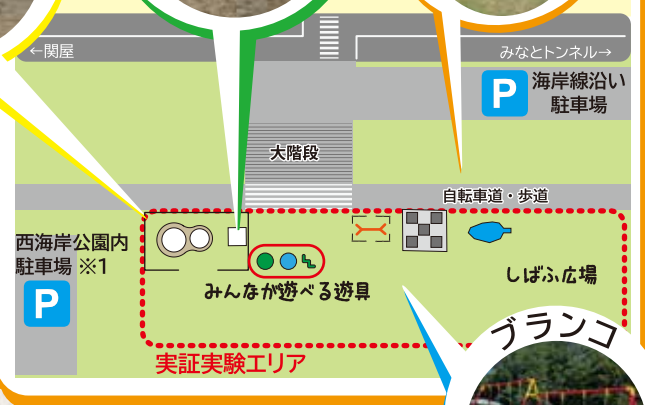 ←関屋
みなとトンネル→
P
海岸線沿い
駐車場
大階段
自転車道・歩道
西海岸公園内
駐車場 ※1
P
みんなが遊べる遊具
しばふ広場
実証実験エリア
ブランコ